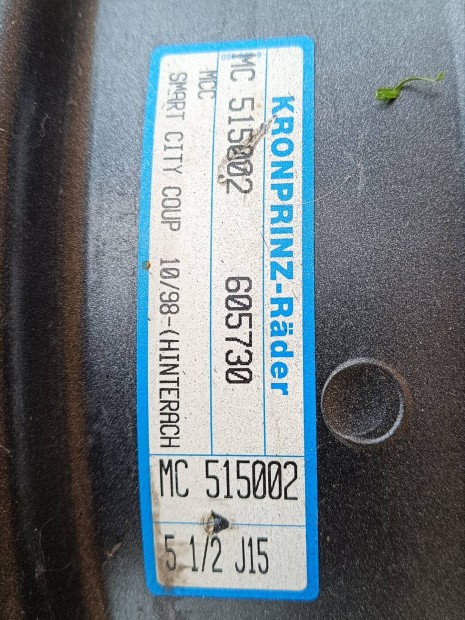 KRONPRINZ-Räder
MC 515002 605730
MCC
SMART CITY COUP 10/98-(HINTERACH
MC 515002
5 1/2 J15